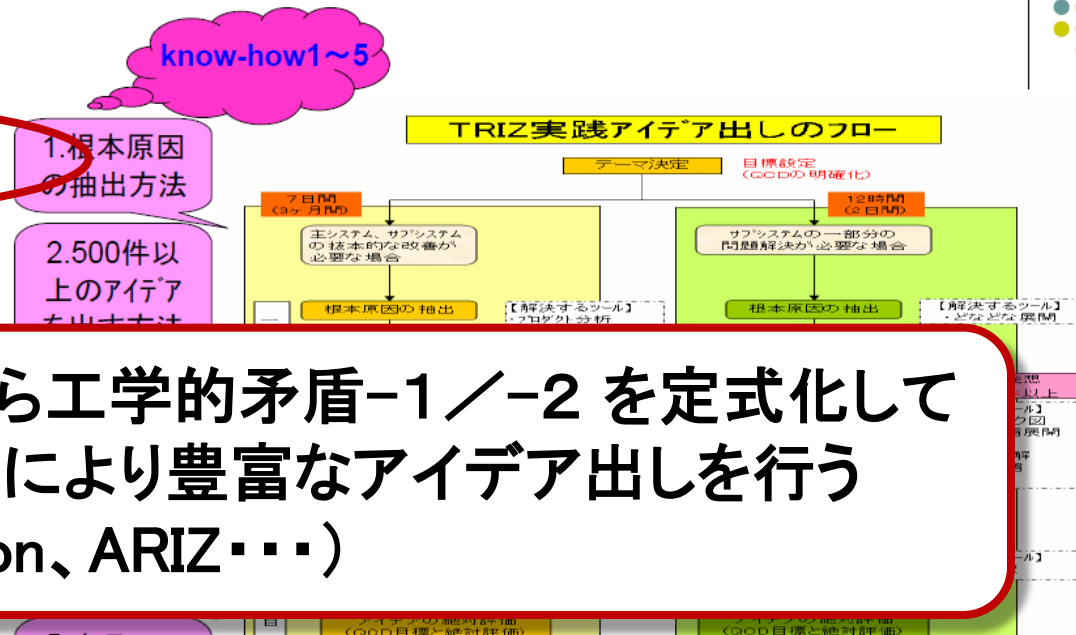 know-how1～5
1.根本原因
の抽出方法
2.500件以
上のアイデア
TRIZ実践アイデア出しのフロー
テーマ決定
目標設定
(QCDの明確化)
7日間
(3ヶ月間)
主システム、サブシステム
の抜本的な改善が
必要な場合
根本原因の抽出
【解決するツール】
・プロダクト分析
12時間
(2日間)
サブシステムの一部分の
問題解決が必要な場合
根本原因の抽出
【解決するツール】
・どなどな展開
ら工学的矛盾-1／-2 を定式化して
により豊富なアイデア出しを行う
on、ARIZ・・・）
アイデアの絶対評価
(QCD目標と絶対評価)
アイデアの絶対評価
(QCD目標と絶対評価)